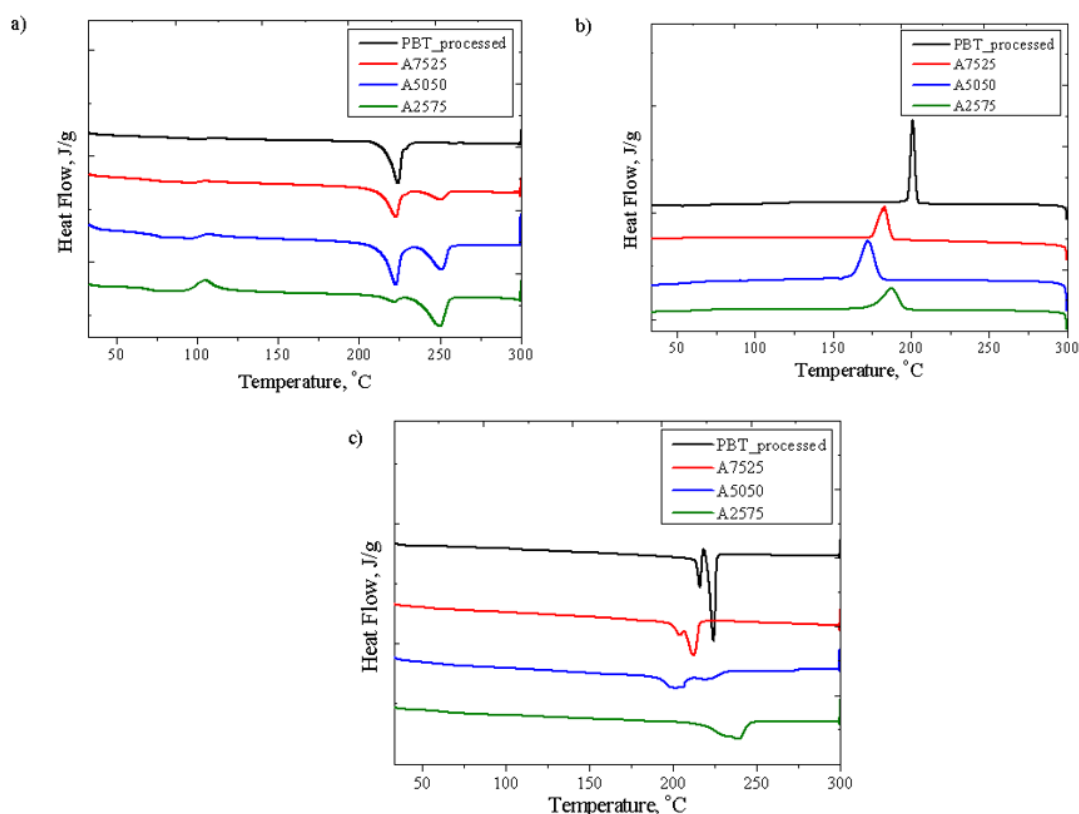 a)
PBT_processed
A7525
A5050
A2575
Heat Flow, J/g
50 100 150 200 250 300
Temperature, °C
b)
PBT_processed
A7525
A5050
A2575
Heat Flow, J/g
50 100 150 200 250 300
Temperature, °C
c)
PBT_processed
A7525
A5050
A2575
Heat Flow, J/g
50 100 150 200 250 300
Temperature, °C